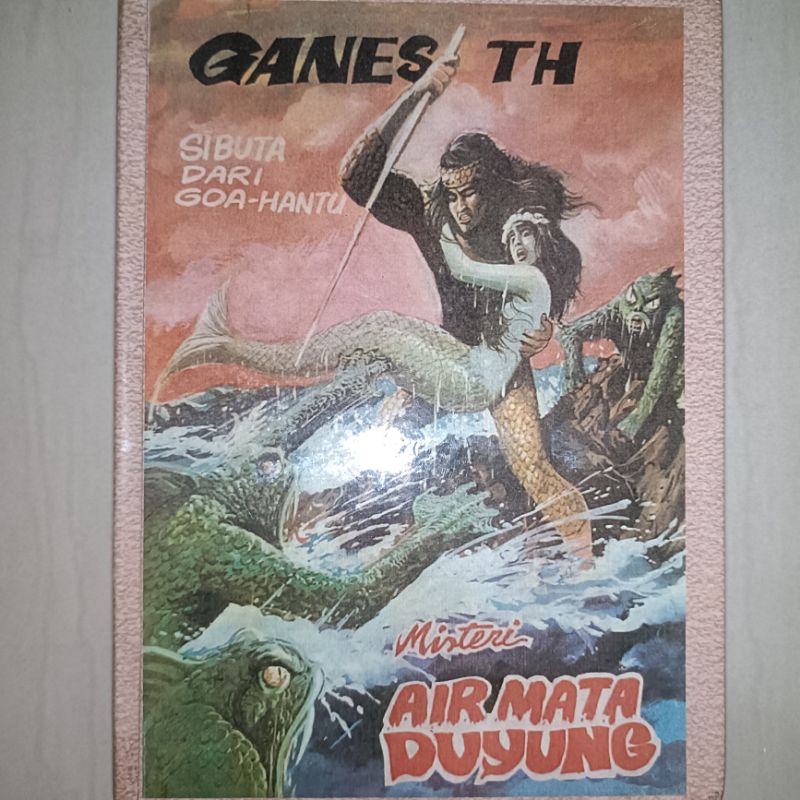 GANES TH
SIBUTA
DARI
GOA-HANTU
Misteri
AIR MATA
DUYUNG